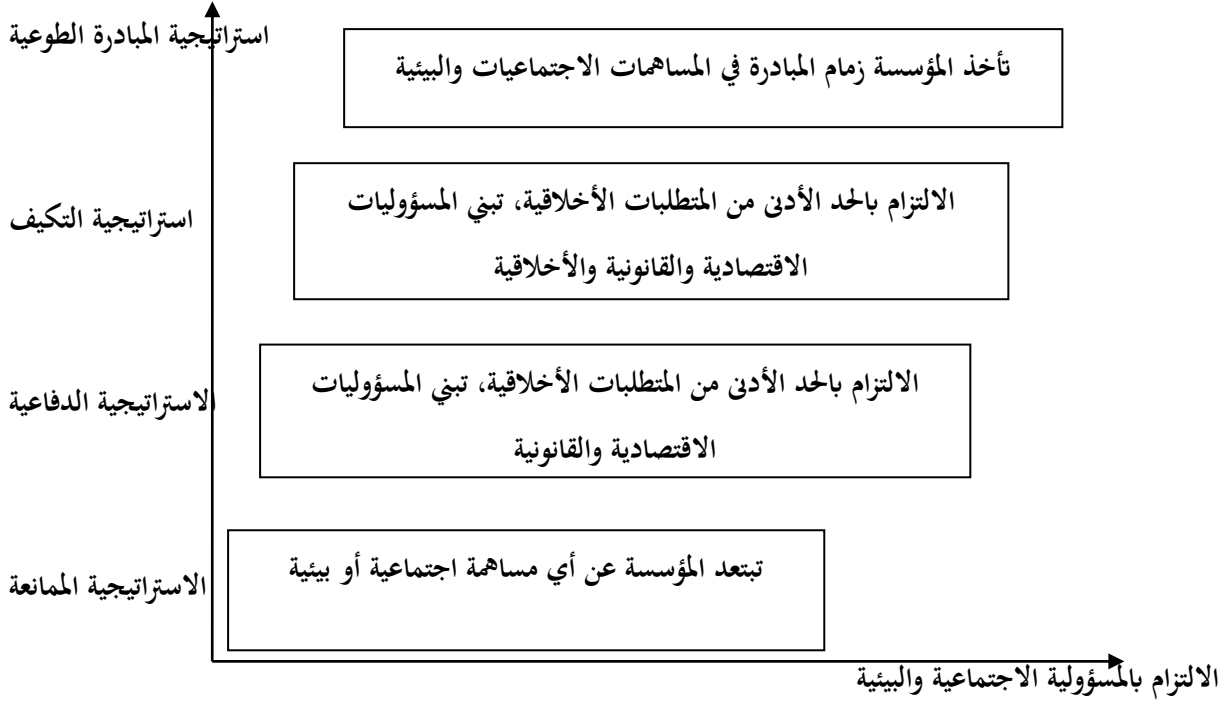 استراتيجية المبادرة الطوعية
تأخذ المؤسسة زمام المبادرة في المساهمات الاجتماعيات والبيئية
استراتيجية التكيف
الالتزام بالحد الأدنى من المتطلبات الأخلاقية، تبني المسؤوليات
الاقتصادية والقانونية والأخلاقية
الاستراتيجية الدفاعية
الالتزام بالحد الأدنى من المتطلبات الأخلاقية، تبني المسؤوليات
الاقتصادية والقانونية
الاستراتيجية الممانعة
تبتعد المؤسسة عن أي مساهمة اجتماعية أو بيئية
الالتزام بالمسؤولية الاجتماعية والبيئية